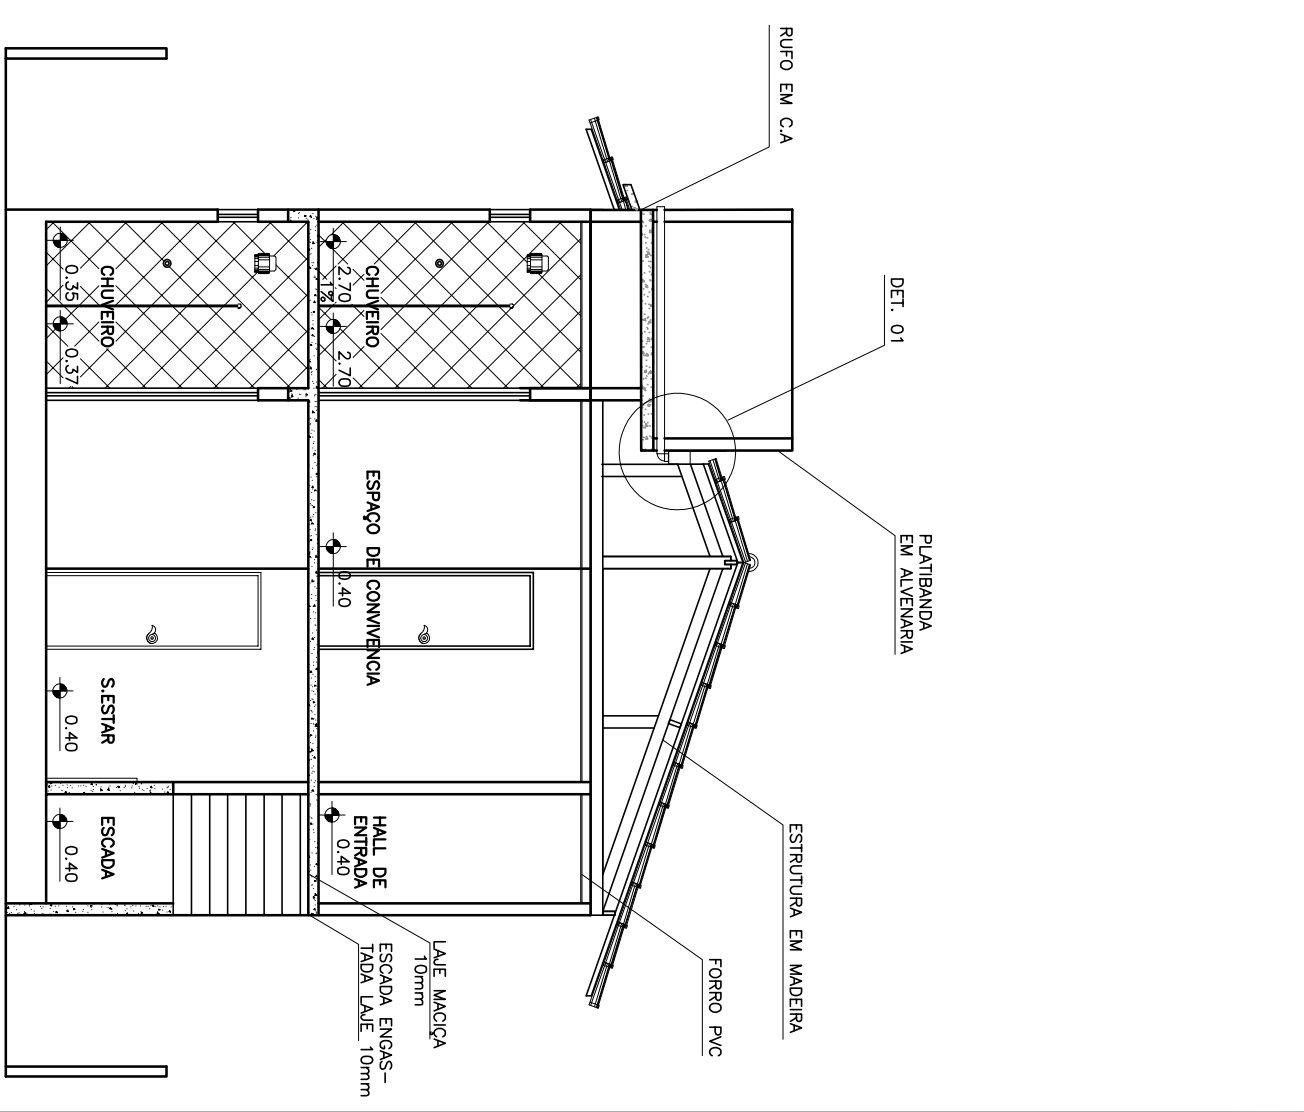 RUFO EM C.A
DET. 01
PLATIBANDA
EM ALVENARIA
ESTRUTURA EM MADEIRA
FORRO PVC
LAJE MACIÇA
10mm
ESCADA ENGAS-
TADA LAJE 10mm
CHUVEIRO
2.70
1%
2.70
ESPAÇO DE CONVIVENCIA
0.40
HALL DE
ENTRADA
0.40
CHUVEIRO
0.35
0.37
S.ESTAR
0.40
ESCADA
0.40